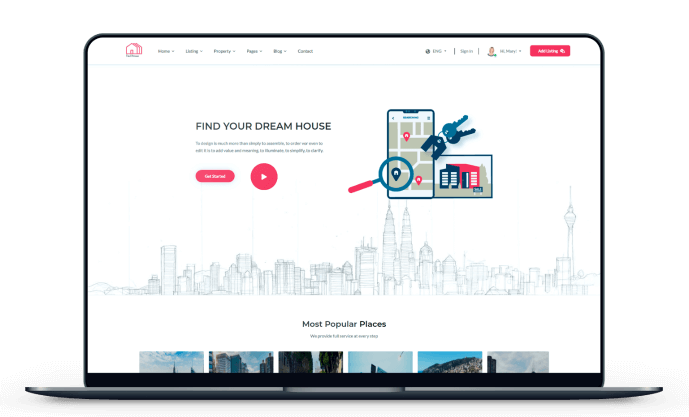 Home
Listing
Property
Pages
Blog
Contact
ENG
Sign In
Hi, Mary!
Add Listing
FIND YOUR DREAM HOUSE
To design is much more than simply to assemble, to order or even to
edit: it is to add value and meaning, to illuminate, to simplify, to clarify
Get Started
Most Popular Places
We provide full service at every step